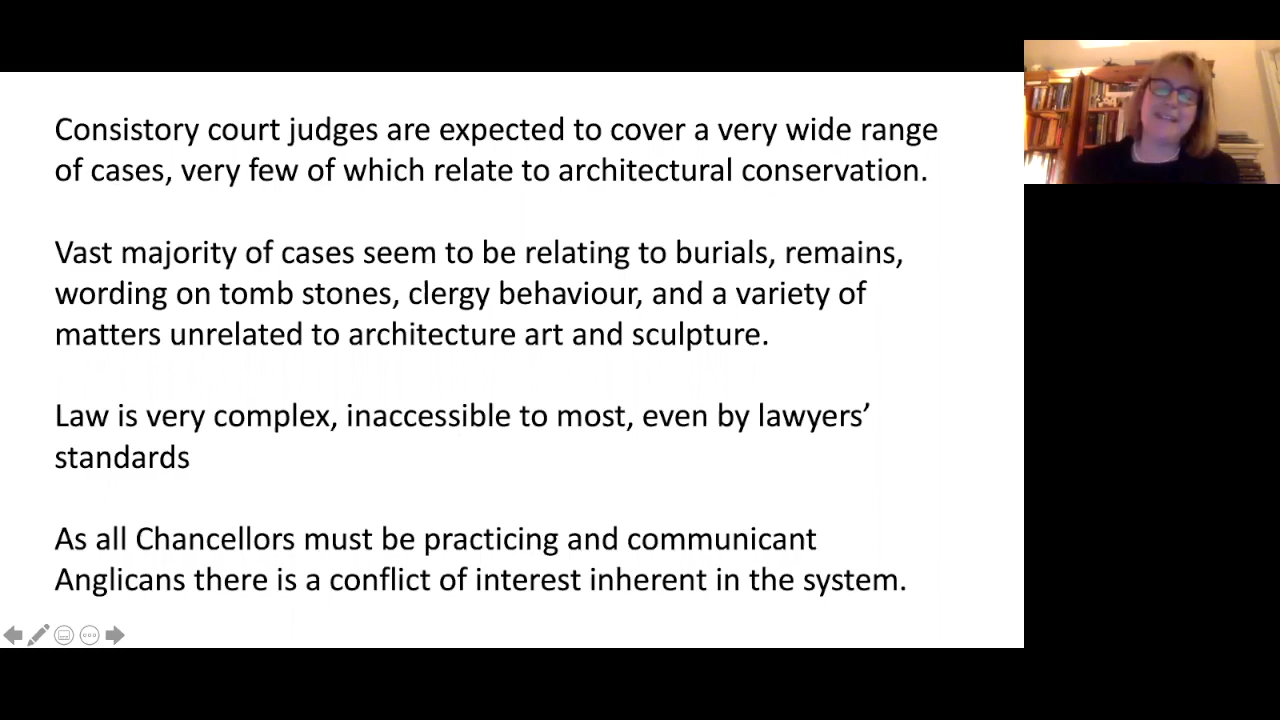 Consistory court judges are expected to cover a very wide range
of cases, very few of which relate to architectural conservation.
Vast majority of cases seem to be relating to burials, remains,
wording on tomb stones, clergy behaviour, and a variety of
matters unrelated to architecture art and sculpture.
Law is very complex, inaccessible to most, even by lawyers’
standards
As all Chancellors must be practicing and communicant
Anglicans there is a conflict of interest inherent in the system.